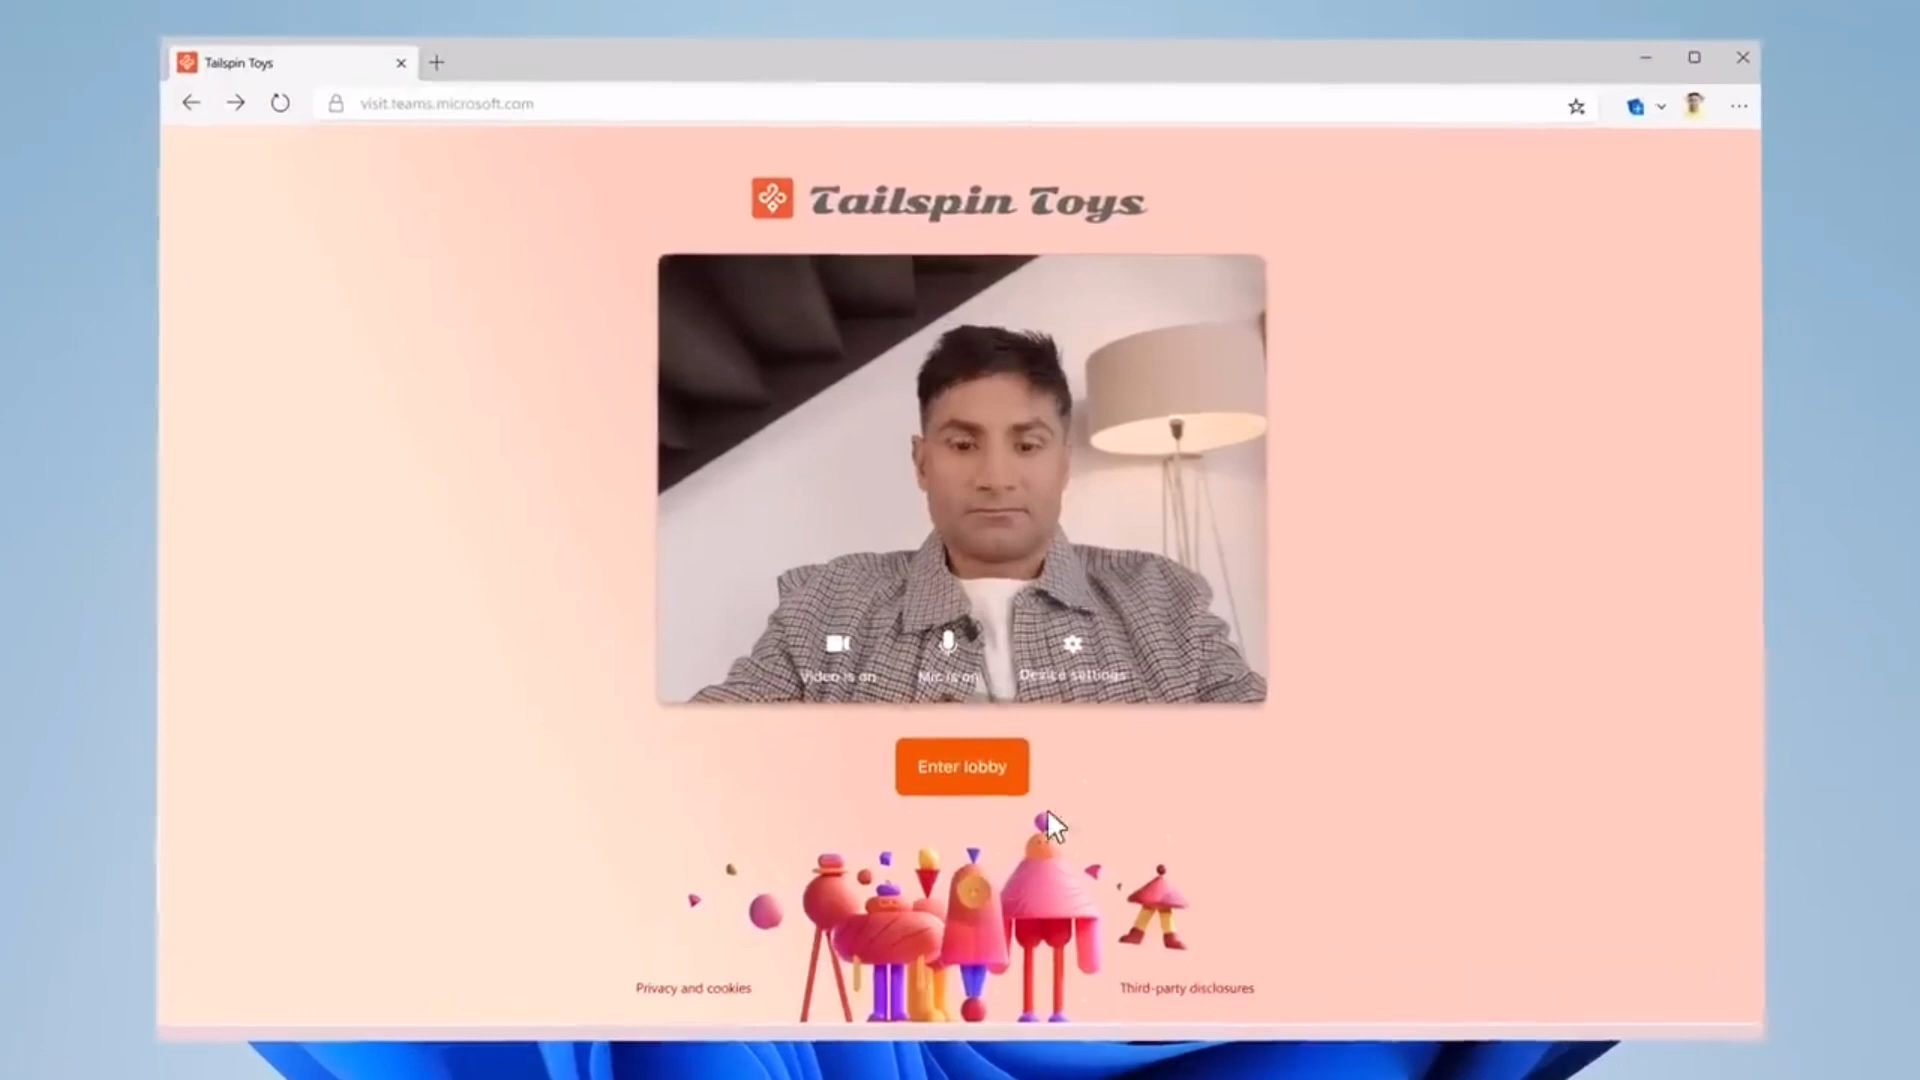 Tailspin Toys
visit.teams.microsoft.com
Tailspin Toys
Video is on
Mic is on
Device settings
Enter lobby
Privacy and cookies
Third-party disclosures